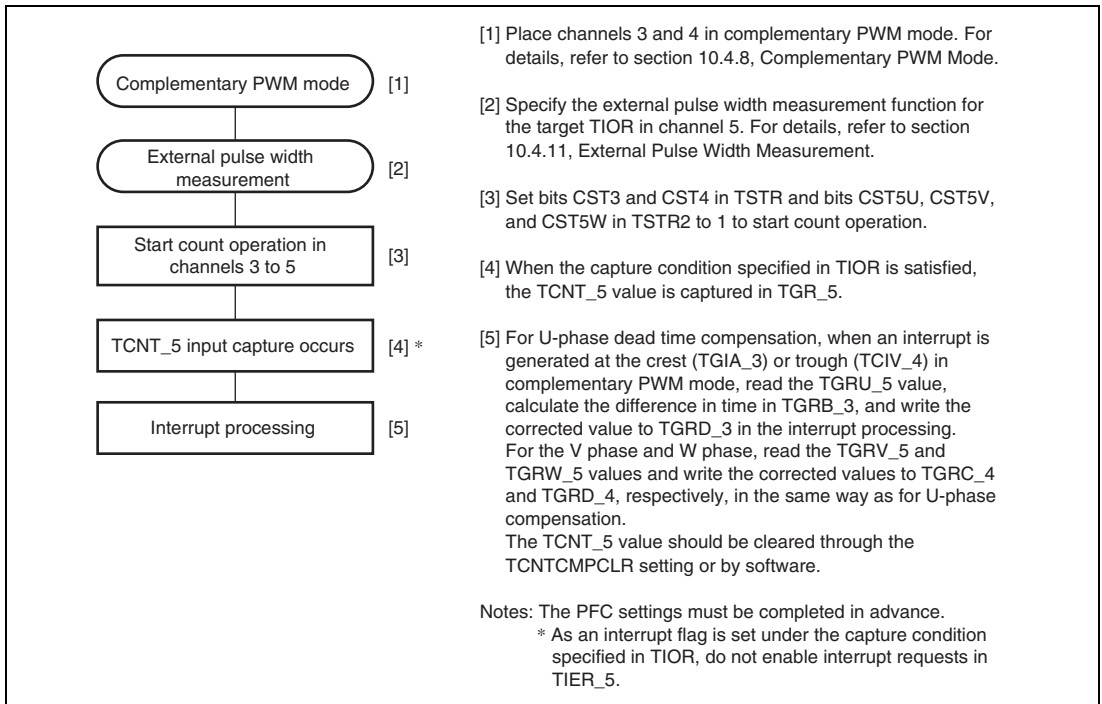 Complementary PWM mode [1]
External pulse width
measurement [2]
Start count operation in
channels 3 to 5 [3]
TCNT_5 input capture occurs [4] *
Interrupt processing [5]
[1] Place channels 3 and 4 in complementary PWM mode. For
details, refer to section 10.4.8, Complementary PWM Mode.
[2] Specify the external pulse width measurement function for
the target TIOR in channel 5. For details, refer to section
10.4.11, External Pulse Width Measurement.
[3] Set bits CST3 and CST4 in TSTR and bits CST5U, CST5V,
and CST5W in TSTR2 to 1 to start count operation.
[4] When the capture condition specified in TIOR is satisfied,
the TCNT_5 value is captured in TGR_5.
[5] For U-phase dead time compensation, when an interrupt is
generated at the crest (TGIA_3) or trough (TCIV_4) in
complementary PWM mode, read the TGRU_5 value,
calculate the difference in time in TGRB_3, and write the
corrected value to TGRD_3 in the interrupt processing.
For the V phase and W phase, read the TGRV_5 and
TGRW_5 values and write the corrected values to TGRC_4
and TGRD_4, respectively, in the same way as for U-phase
compensation.
The TCNT_5 value should be cleared through the
TCNTCMPCLR setting or by software.
Notes: The PFC settings must be completed in advance.
* As an interrupt flag is set under the capture condition
specified in TIOR, do not enable interrupt requests in
TIER_5.